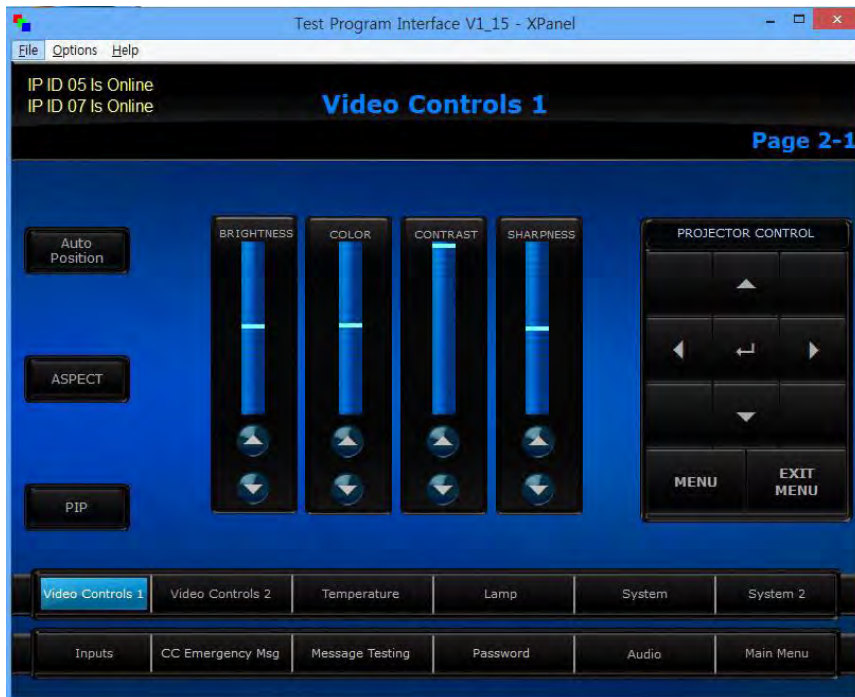 Test Program Interface V1_15 - XPanel
File Options Help
IP ID 05 Is Online
IP ID 07 Is Online
Video Controls 1
Page 2-1
Auto
Position
ASPECT
PIP
BRIGHTNESS
COLOR
CONTRAST
SHARPNESS
PROJECTOR CONTROL
MENU
EXIT
MENU
Video Controls 1 Video Controls 2 Temperature Lamp System System 2
Inputs CC Emergency Msg Message Testing Password Audio Main Menu